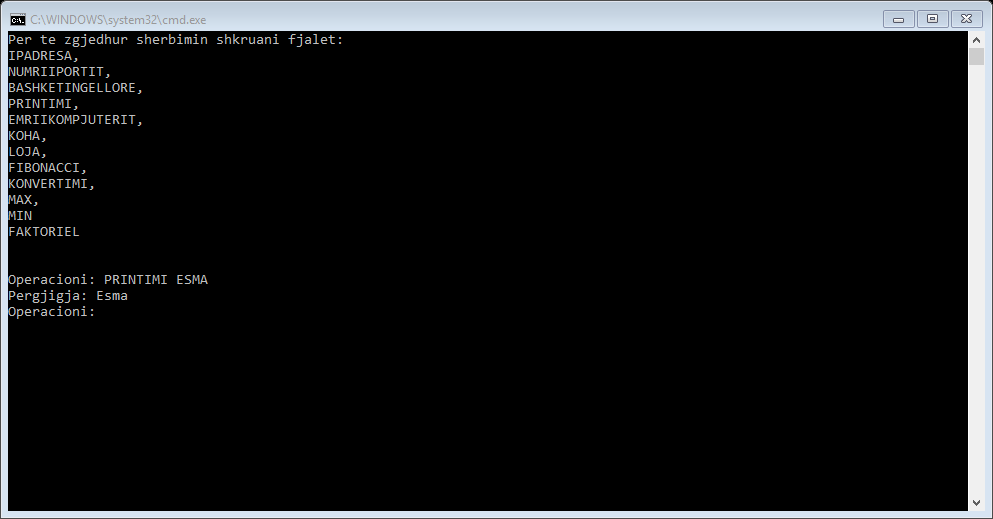 C:\WINDOWS\system32\cmd.exe
Per te zgjedhur sherbimin shkruani fjalet:
IPADRESA,
NUMRIIPORTIT,
BASHKETINGELLORE,
PRINTIMI,
EMRIIKOMPJUTERIT,
KOHA,
LOJA,
FIBONACCI,
KONVERTIMI,
MAX,
MIN
FAKTORIEL
Operacioni: PRINTIMI ESMA
Pergjigja: Esma
Operacioni: